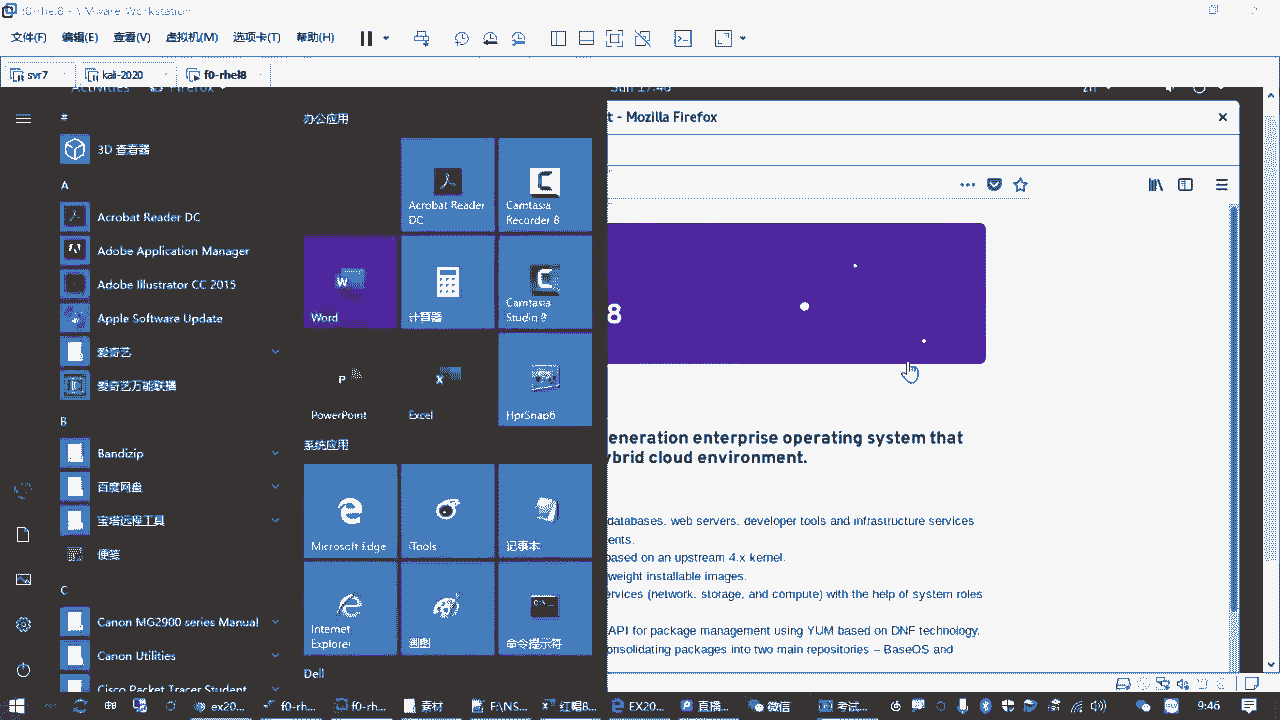 f0-rhel8 - VMware Workstation
文件(F) 编辑(E) 查看(V) 虚拟机(M) 选项卡(T) 帮助(H)
svr7 kali-2020 f0-rhel8
Activities Firefox Sun 17:46 zh
t - Mozilla Firefox
#
3D 查看器
A
Acrobat Reader DC
Adobe Application Manager
Adobe Illustrator CC 2015
Apple Software Update
爱奇艺
爱奇艺万能联播
B
Bandizip
百度网盘
宝塔远程工具
便笺
C
Canon MG2900 series Manual
Canon Utilities
Cisco Packet Tracer Student
办公应用
Acrobat Reader DC
Camtasia Recorder 8
Word
计算器
Camtasia Studio 8
PowerPoint
Excel
HprSnap6
系统应用
Microsoft Edge
iTools
记事本
Internet Explorer
画图
命令提示符
Dell
8
eneration enterprise operating system that
ybrid cloud environment.
databases, web servers, developer tools and infrastructure services
ents.
based on an upstream 4.x kernel.
weight installable images.
ervices (network, storage, and compute) with the help of system roles
API for package management using YUM based on DNF technology.
onsolidating packages into two main repositories – BaseOS and
ex20... f0-rh... f0-rh... 素材 F:\NS... 红帽8... EX20... 直播... 微信 考试... 9:46